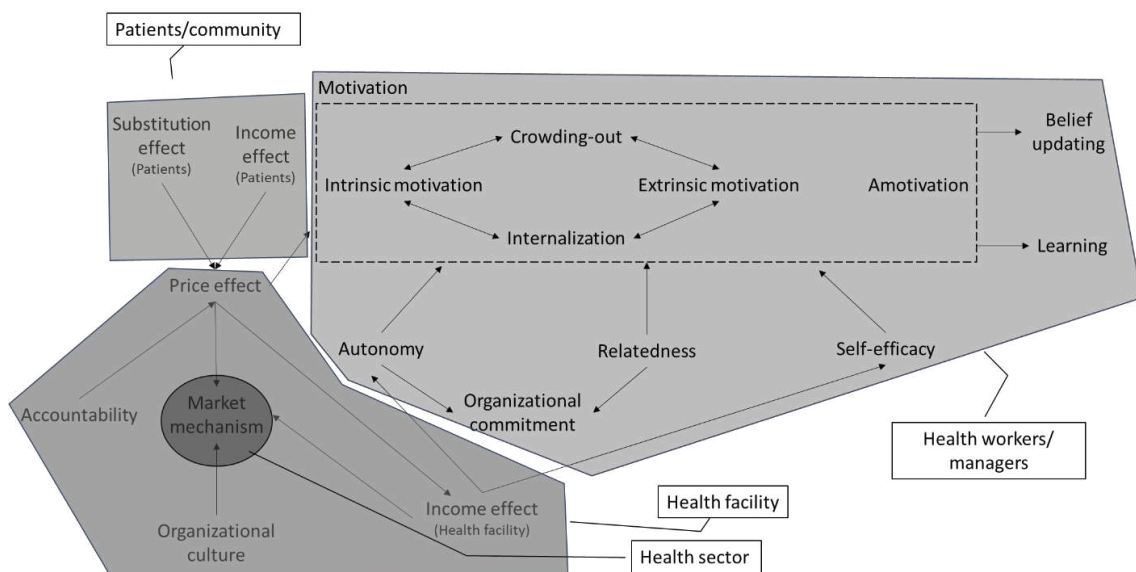 Patients/community
Motivation
Substitution
effect
(Patients)
Income
effect
(Patients)
Crowding-out
Belief
updating
Intrinsic motivation
Extrinsic motivation
Amotivation
Internalization
Learning
Price effect
Autonomy
Relatedness
Self-efficacy
Accountability
Market
mechanism
Organizational
commitment
Health workers/
managers
Income effect
(Health facility)
Health facility
Organizational
culture
Health sector